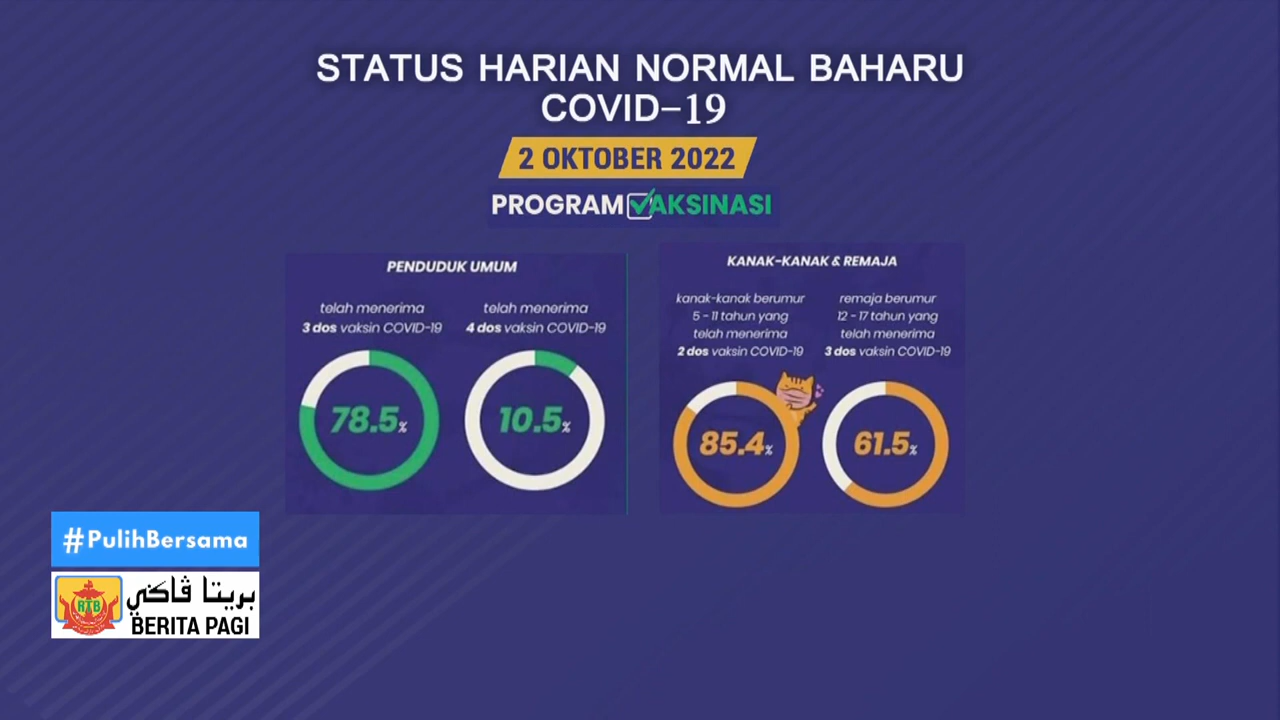 STATUS HARIAN NORMAL BAHARU
COVID-19
2 OKTOBER 2022
PROGRAM VAKSINASI
PENDUDUK UMUM
telah menerima
3 dos vaksin COVID-19
78.5%
telah menerima
4 dos vaksin COVID-19
10.5%
KANAK-KANAK & REMAJA
kanak-kanak berumur
5 - 11 tahun yang
telah menerima
2 dos vaksin COVID-19
85.4%
remaja berumur
12 - 17 tahun yang
telah menerima
3 dos vaksin COVID-19
61.5%
#PulihBersama
RTB
بريتا ڤاݢي
BERITA PAGI